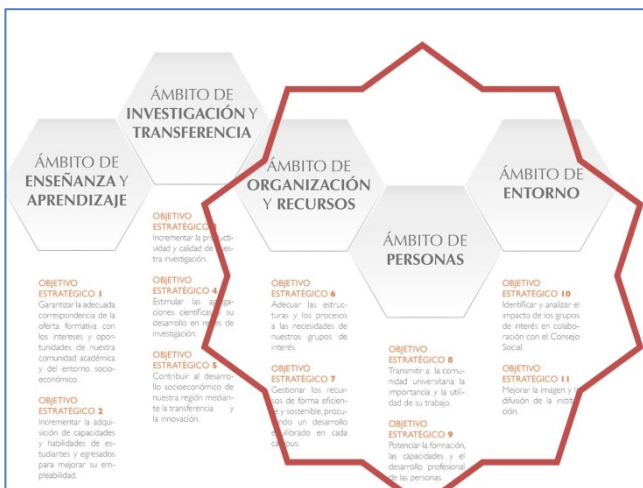 ÁMBITO DE
ENSEÑANZA Y
APRENDIZAJE
OBJETIVO
ESTRATÉGICO 1
Garantizar la adecuada
correspondencia de la
oferta formativa con
los intereses y opor-
tunidades de nuestra
comunidad académica
y del entorno socio-
económico.
OBJETIVO
ESTRATÉGICO 2
Incrementar la adqui-
sición de capacidades
y habilidades de es-
tudiantes y egresados
para mejorar su em-
pleabilidad.
ÁMBITO DE
INVESTIGACIÓN Y
TRANSFERENCIA
OBJETIVO
ESTRATÉGICO 3
Incrementar la producti-
vidad y calidad de nuestra
investigación.
OBJETIVO
ESTRATÉGICO 4
Estimular las agrega-
ciones científicas y su
desarrollo en redes de
investigación.
OBJETIVO
ESTRATÉGICO 5
Contribuir al desarro-
llo socioeconómico de
nuestra región median-
te la transferencia y
la innovación.
ÁMBITO DE
ORGANIZACIÓN
Y RECURSOS
OBJETIVO
ESTRATÉGICO 6
Adecuar las estruc-
turas y los procesos
a las necesidades de
nuestros grupos de
interés.
OBJETIVO
ESTRATÉGICO 7
Gestionar los recur-
sos de forma eficien-
te y sostenible, procu-
rando un desarrollo
equilibrado en cada
campus.
ÁMBITO DE
PERSONAS
OBJETIVO
ESTRATÉGICO 8
Transmitir a la comu-
nidad universitaria la
importancia y la utili-
dad de su trabajo.
OBJETIVO
ESTRATÉGICO 9
Potenciar la formación,
las capacidades y el
desarrollo profesional
de las personas.
ÁMBITO DE
ENTORNO
OBJETIVO
ESTRATÉGICO 10
Identificar y analizar el
impacto de los grupos
de interés en colabo-
ración con el Consejo
Social.
OBJETIVO
ESTRATÉGICO 11
Mejorar la imagen y la
difusión de la institu-
ción.